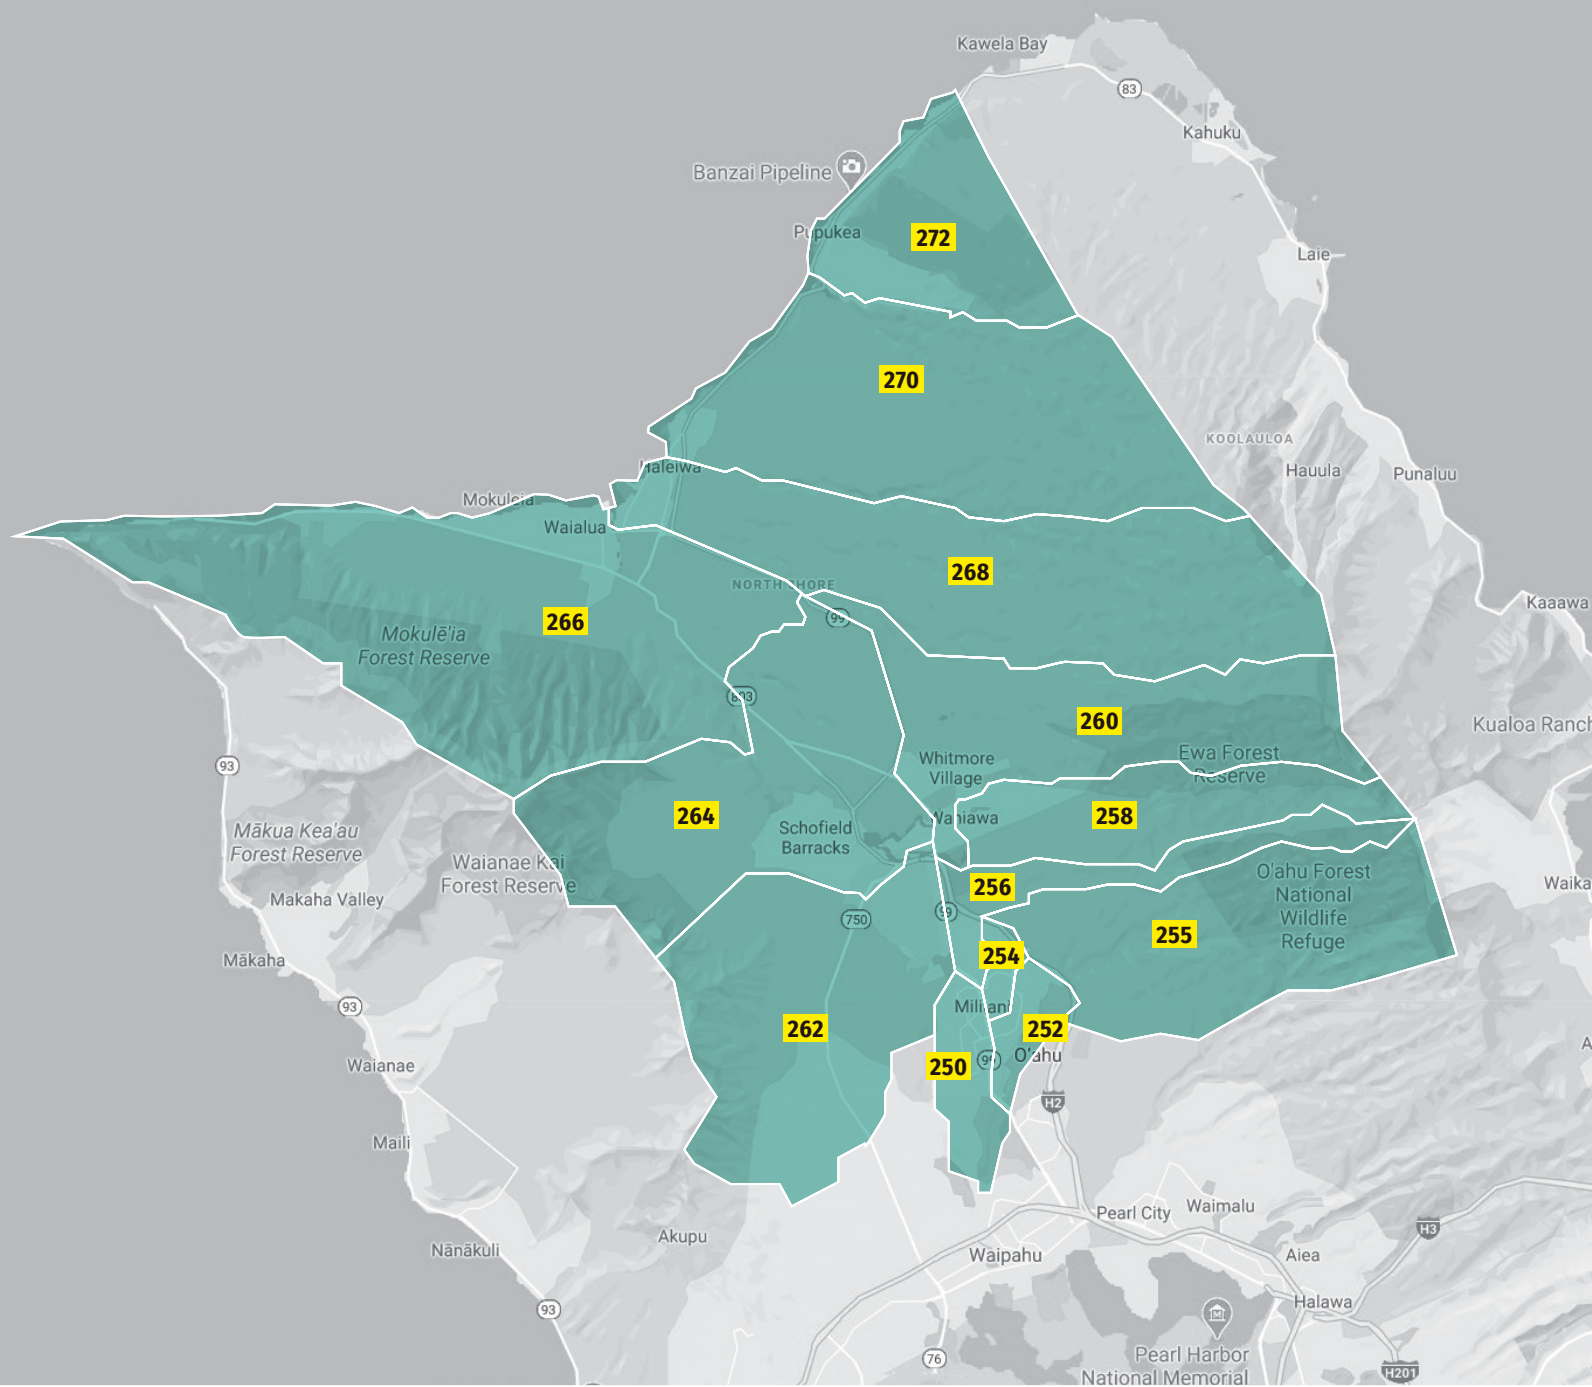 Kawela Bay
83
Kahuku
Banzai Pipeline
Pupukea
272
Laie
270
KOOLAULOA
Haleiwa
Hauula
Punaluu
Mokuleia
Waialua
268
NORTH SHORE
Kaaawa
266
99
Mokulē'ia
Forest Reserve
803
260
Kualoa Ranch
Whitmore
Village
Ewa Forest
Reserve
93
264
Wahiawa
258
Schofield
Barracks
Mākua Kea'au
Forest Reserve
Waianae Kai
Forest Reserve
256
O'ahu Forest
National
Wildlife
Refuge
Waika
Makaha Valley
750
99
255
254
Mākaha
93
Mililani
262
252
O'ahu
A
250
99
Waianae
H2
Maili
Pearl City
Waimalu
H3
Akupu
Nānākuli
Waipahu
Aiea
93
Halawa
76
Pearl Harbor
National Memorial
H201